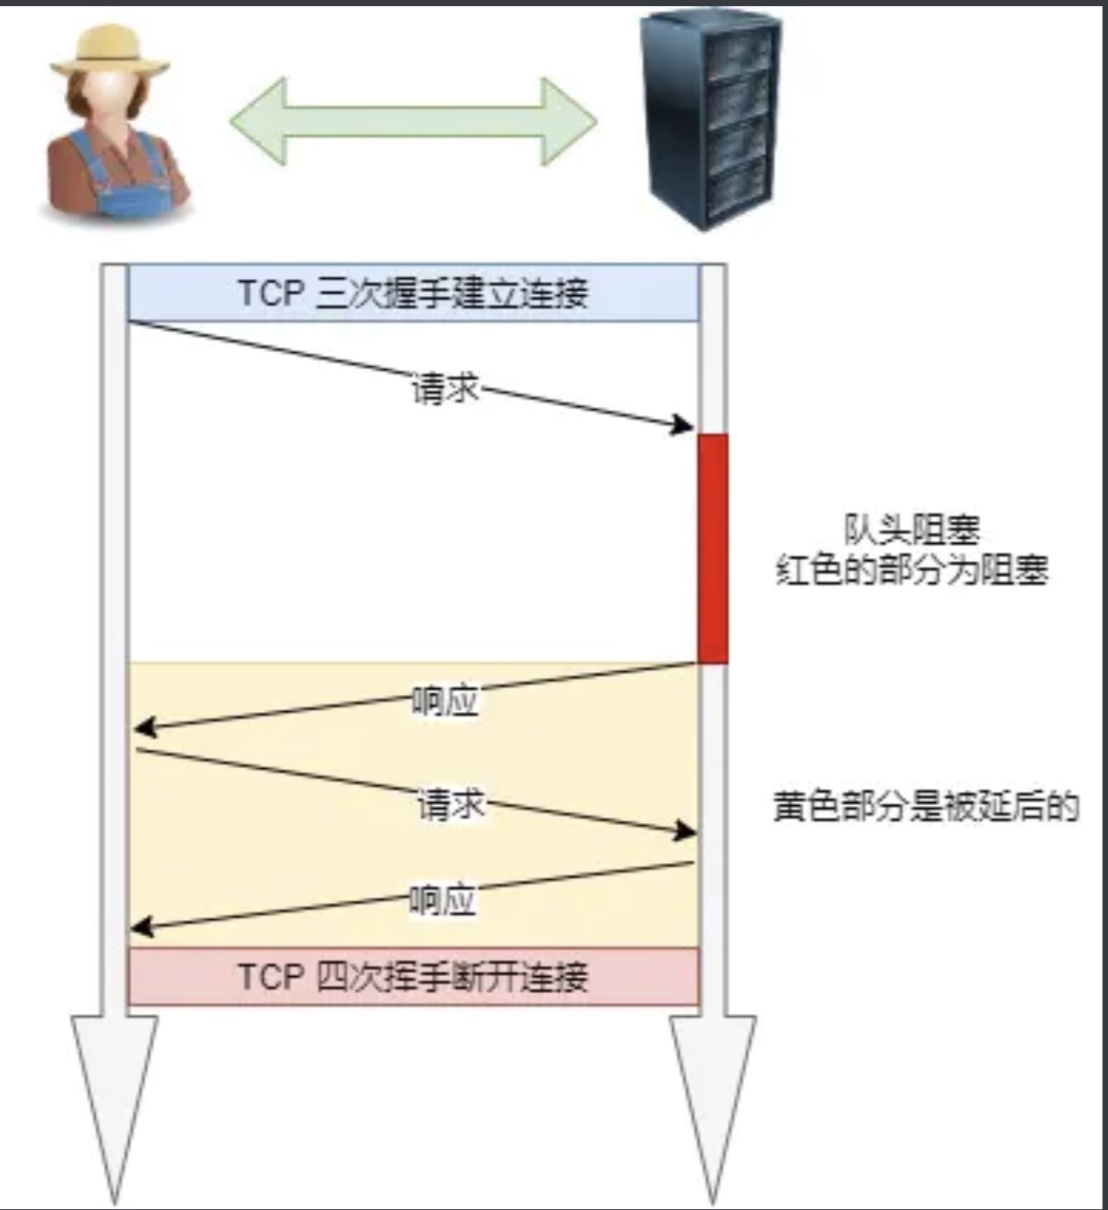 TCP 三次握手建立连接
请求
队头阻塞
红色的部分为阻塞
响应
请求
黄色部分是被延后的
响应
TCP 四次挥手断开连接